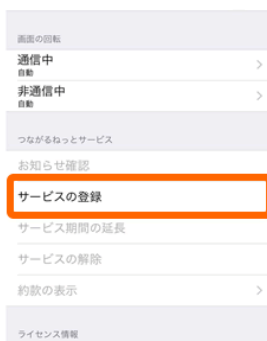 画面の回転
通信中
自動
非通信中
自動
つながるねっとサービス
お知らせ確認
サービスの登録
サービス期間の延長
サービスの解除
約款の表示
ライセンス情報